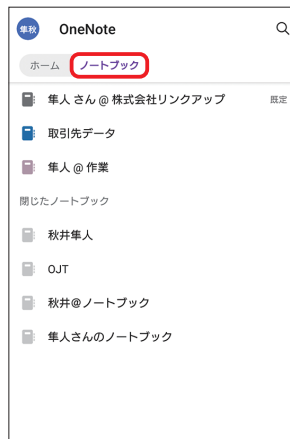 隼秋 OneNote
ホーム ノートブック
隼人 さん @ 株式会社リンクアップ 既定
取引先データ
隼人 @ 作業
閉じたノートブック
秋井隼人
OJT
秋井@ノートブック
隼人さんのノートブック